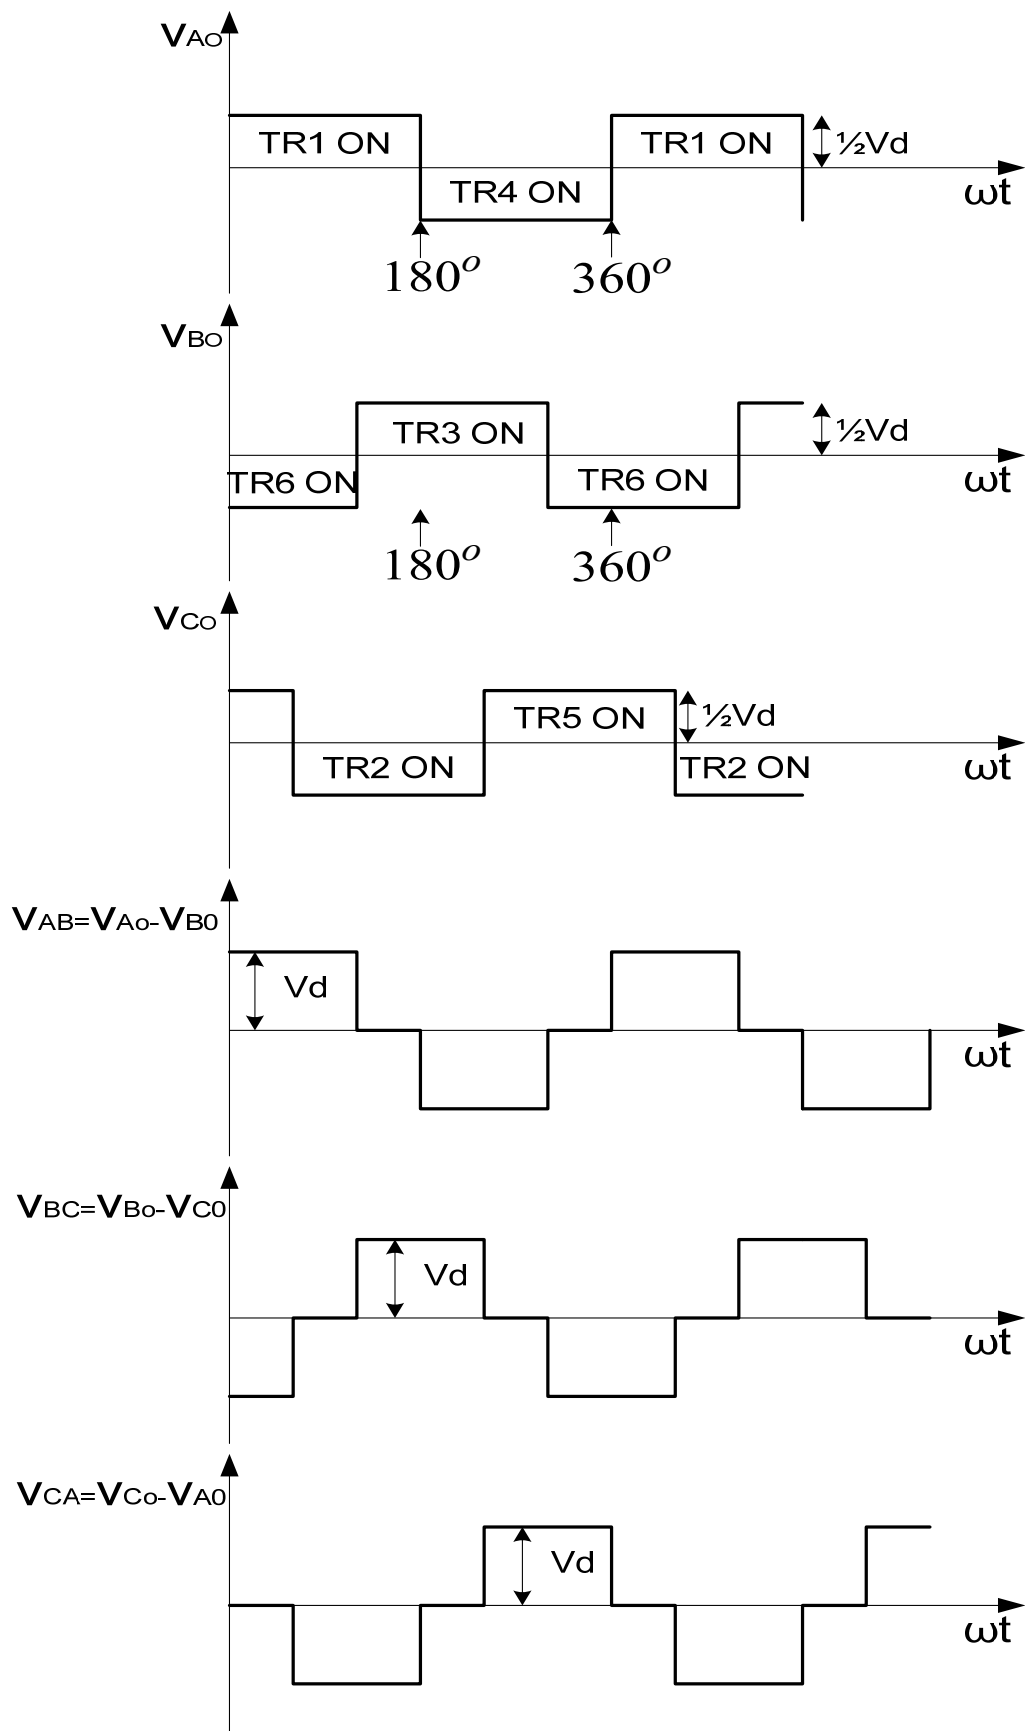 VAO
TR1 ON
TR1 ON
½Vd
TR4 ON
ωt
180o
360o
VBO
TR3 ON
½Vd
TR6 ON
TR6 ON
ωt
180o
360o
VCO
TR5 ON
½Vd
TR2 ON
TR2 ON
ωt
VAB=VAo-VB0
Vd
ωt
VBC=VBo-VC0
Vd
ωt
VCA=VCo-VA0
Vd
ωt